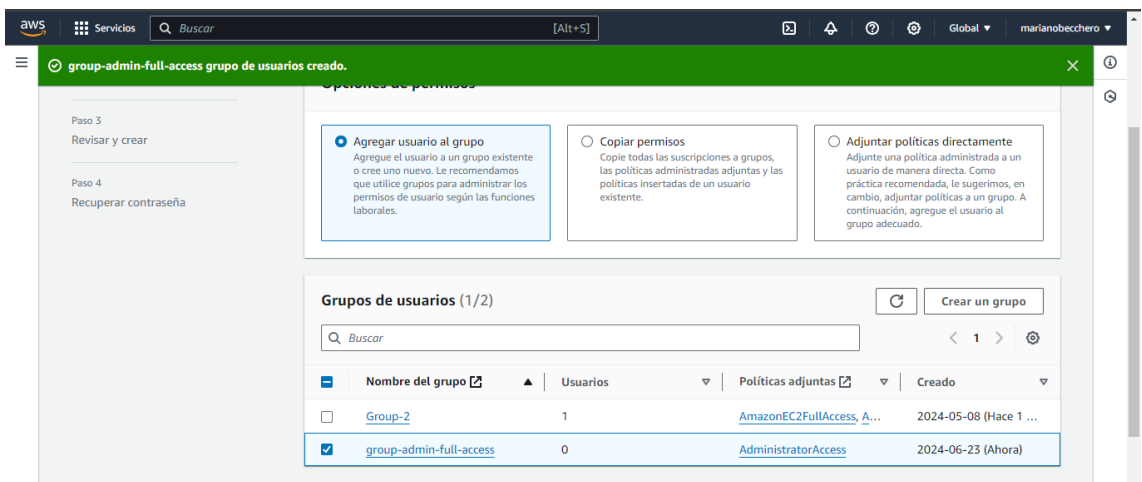 aws
Servicios
Buscar
[Alt+S]
Global
marianobecchero
group-admin-full-access grupo de usuarios creado.
Opciones de permisos
Paso 3
Revisar y crear
Paso 4
Recuperar contraseña
Agregar usuario al grupo
Agregue el usuario a un grupo existente
o cree uno nuevo. Le recomendamos
que utilice grupos para administrar los
permisos de usuario según las funciones
laborales.
Copiar permisos
Copie todas las suscripciones a grupos,
las políticas administradas adjuntas y las
políticas insertadas de un usuario
existente.
Adjuntar políticas directamente
Adjunte una política administrada a un
usuario de manera directa. Como
práctica recomendada, le sugerimos, en
cambio, adjuntar políticas a un grupo. A
continuación, agregue el usuario al
grupo adecuado.
Grupos de usuarios (1/2)
Crear un grupo
Buscar
1
Nombre del grupo
Usuarios
Políticas adjuntas
Creado
Group-2
1
AmazonEC2FullAccess, A...
2024-05-08 (Hace 1 ...
group-admin-full-access
0
AdministratorAccess
2024-06-23 (Ahora)